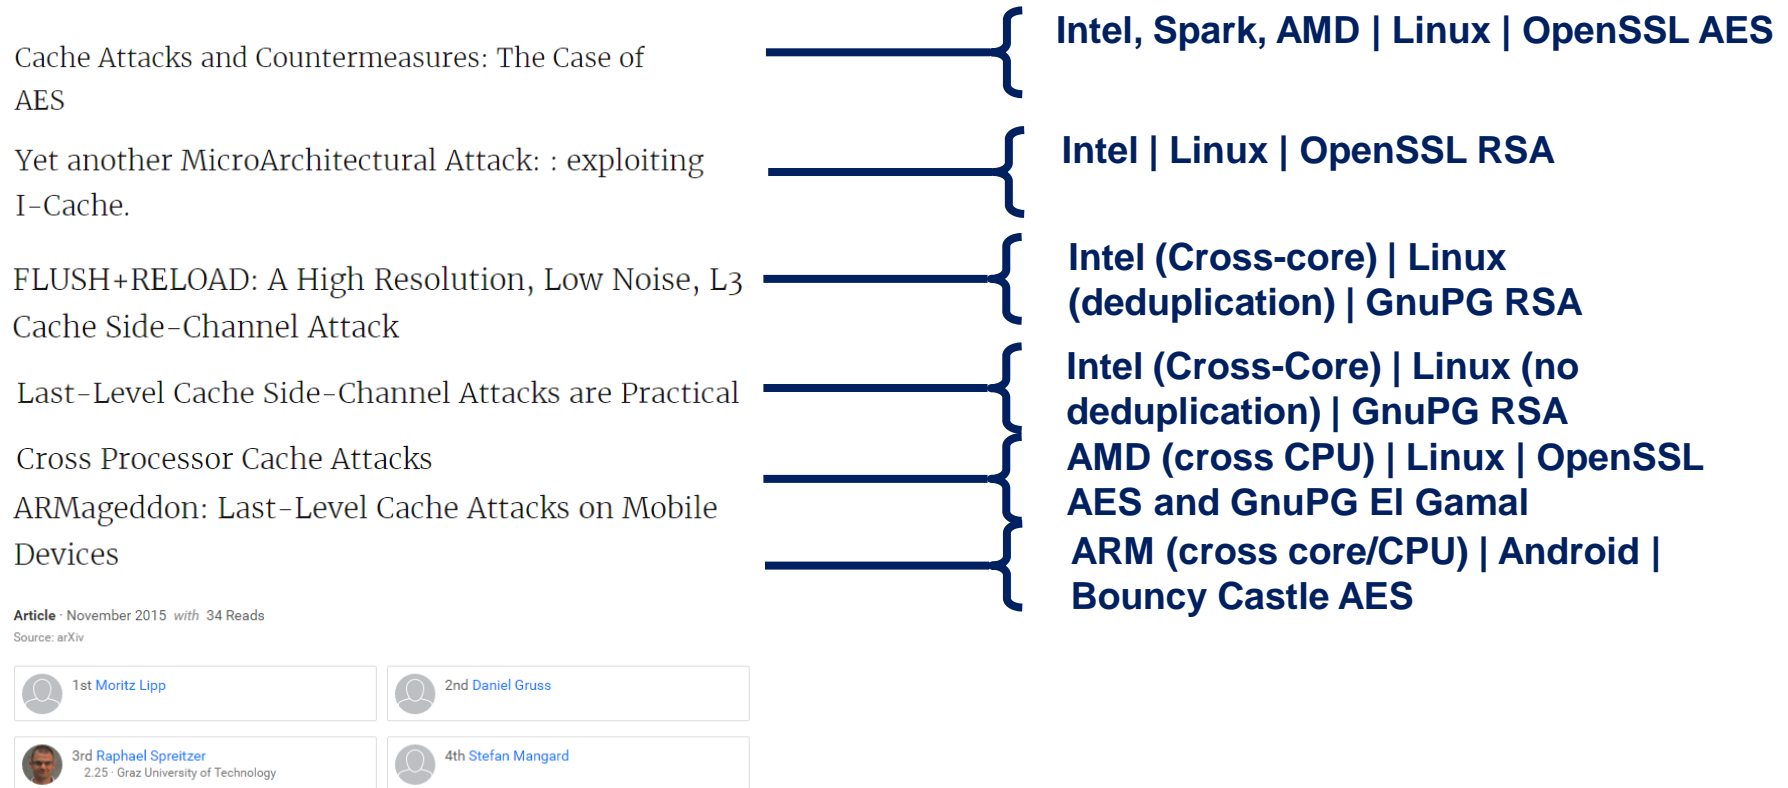 Cache Attacks and Countermeasures: The Case of
AES
Intel, Spark, AMD | Linux | OpenSSL AES
Yet another MicroArchitectural Attack: : exploiting
I-Cache.
Intel | Linux | OpenSSL RSA
FLUSH+RELOAD: A High Resolution, Low Noise, L3
Cache Side-Channel Attack
Intel (Cross-core) | Linux
(deduplication) | GnuPG RSA
Last-Level Cache Side-Channel Attacks are Practical
Intel (Cross-Core) | Linux (no
deduplication) | GnuPG RSA
Cross Processor Cache Attacks
AMD (cross CPU) | Linux | OpenSSL
AES and GnuPG El Gamal
ARMageddon: Last-Level Cache Attacks on Mobile
Devices
ARM (cross core/CPU) | Android |
Bouncy Castle AES
Article · November 2015 with 34 Reads
Source: arXiv
1st Moritz Lipp
2nd Daniel Gruss
3rd Raphael Spreitzer
2.25 · Graz University of Technology
4th Stefan Mangard